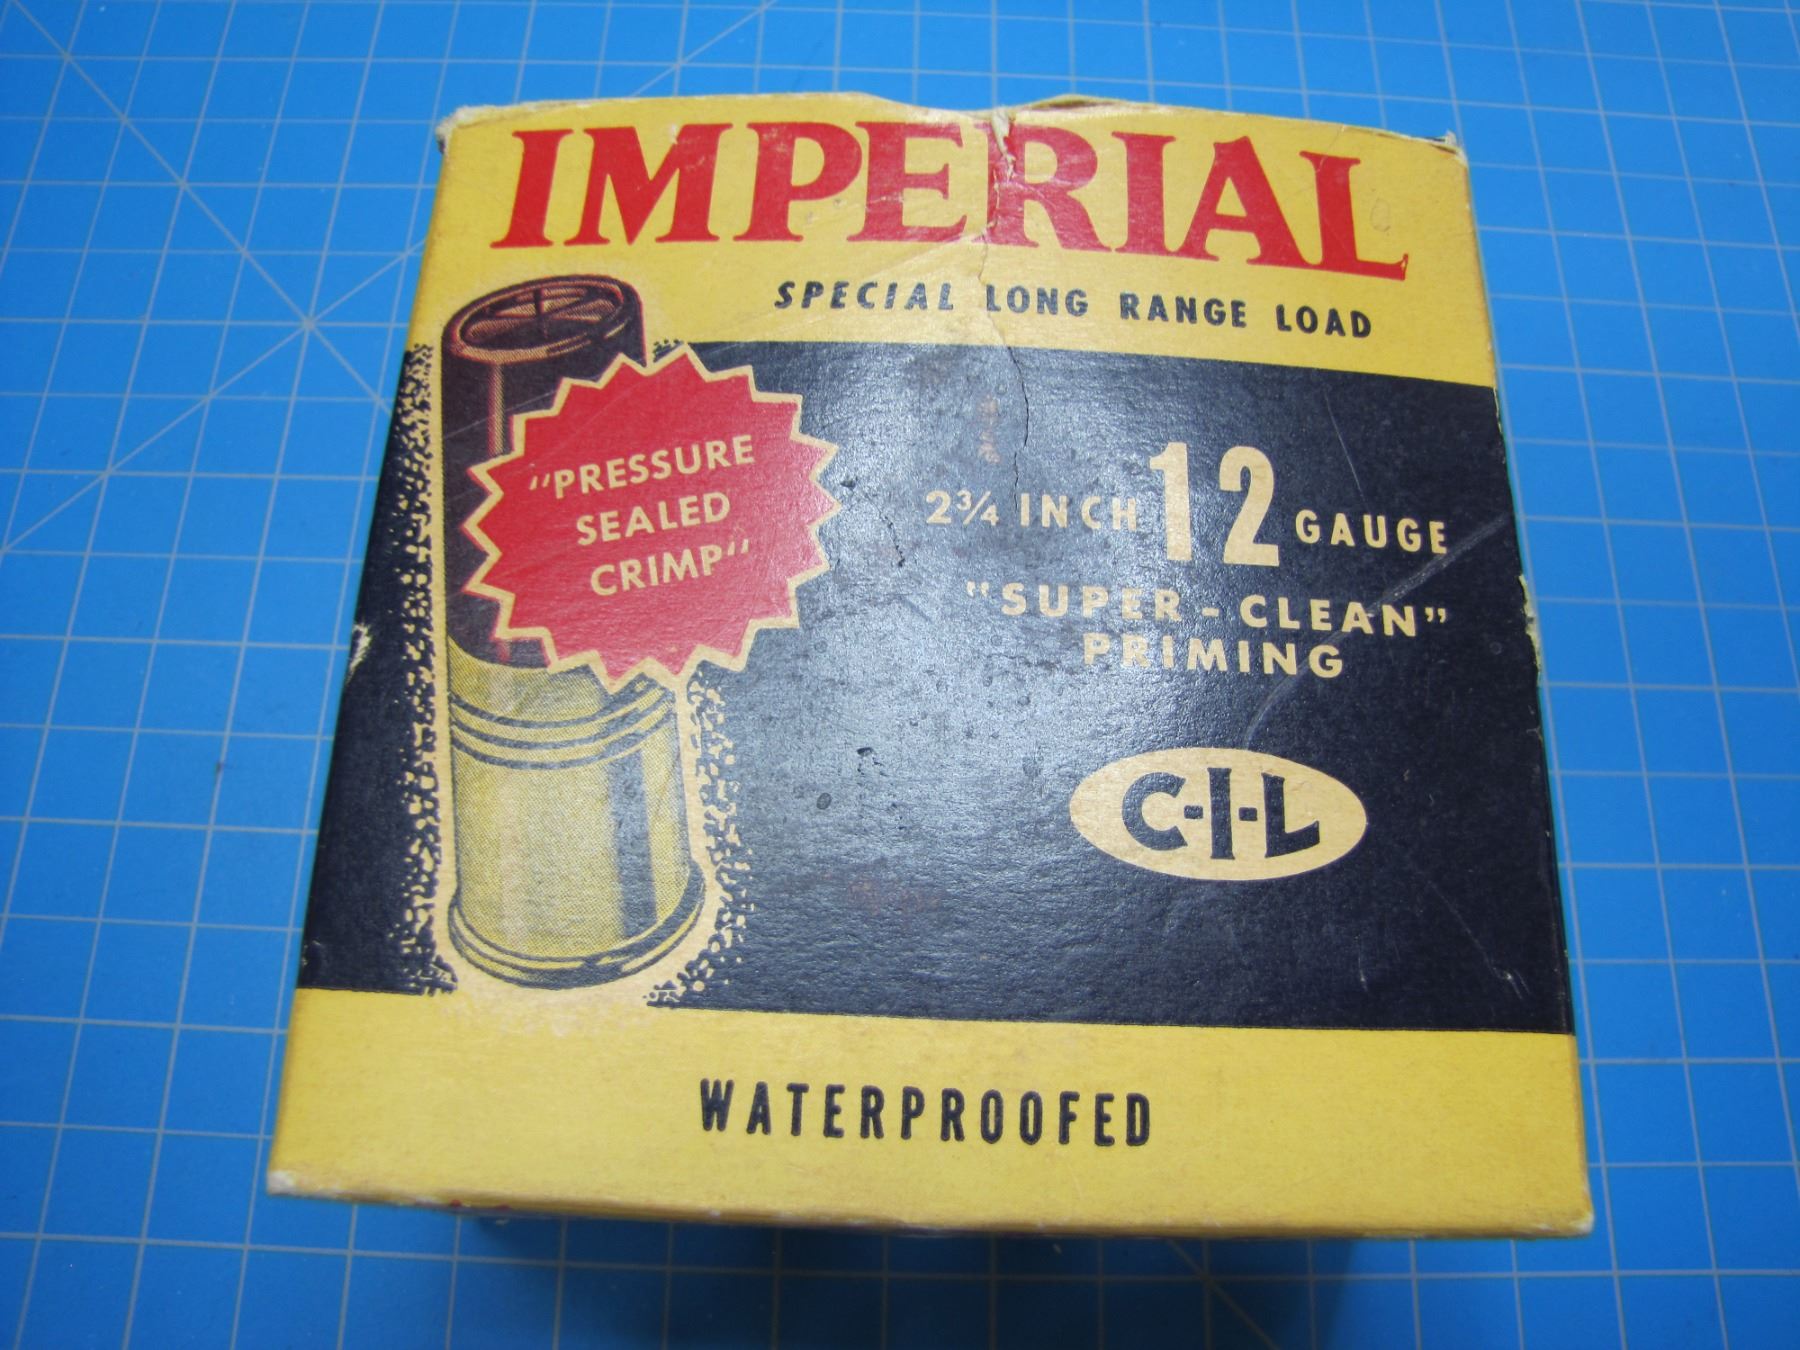 IMPERIAL
SPECIAL LONG RANGE LOAD
"PRESSURE
SEALED
CRIMP"
2¾ INCH 12 GAUGE
"SUPER-CLEAN"
PRIMING
C-I-L
WATERPROOFED